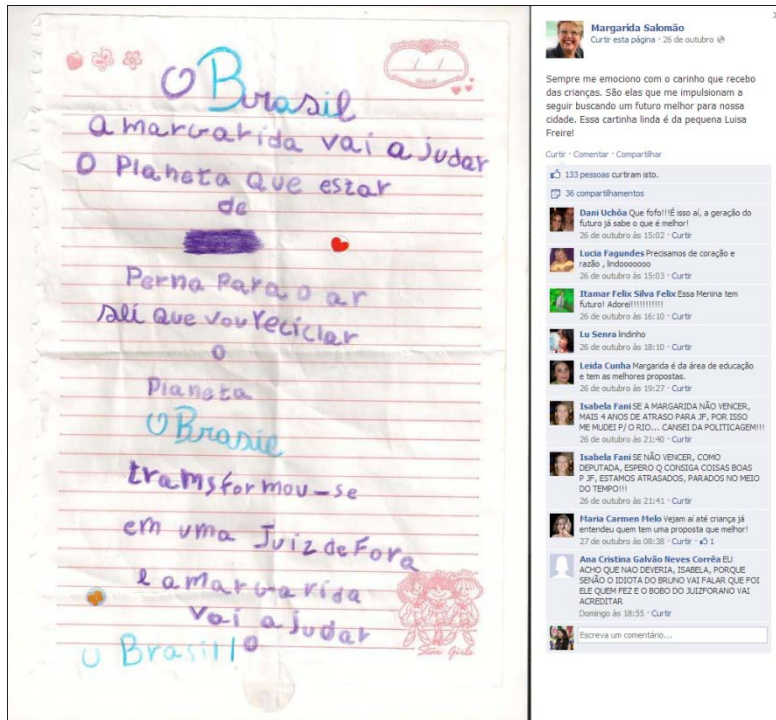 O Brasil
a margarida vai ajudar
O Planeta que estar
de
Perna Para o ar
seli que vou reciclar
o
Planeta
O Brasil
transformou-se
em uma Juiz de Fora
e a margarida
vai ajudar
o Brasil!o
Star Girls
Margarida Salomão
Curtir esta página · 26 de outubro
Sempre me emociono com o carinho que recebo
das crianças. São elas que me impulsionam a
seguir buscando um futuro melhor para nossa
cidade. Essa cartinha linda é da pequena Luisa
Freire!
Curtir · Comentar · Compartilhar
133 pessoas curtiram isto.
36 compartilhamentos
Dani Uchôa Que fofo!!!É isso aí, a geração do
futuro já sabe o que é melhor!
26 de outubro às 15:02 · Curtir
Lucia Fagundes Precisamos de coração e
razão , lindooooooo
26 de outubro às 15:03 · Curtir
Itamar Felix Silva Felix Essa Menina tem
futuro! Adorei!!!!!!!!!!!
26 de outubro às 16:10 · Curtir
Lu Senra lindinho
26 de outubro às 18:10 · Curtir
Leida Cunha Margarida é da área de educação
e tem as melhores propostas.
26 de outubro às 19:27 · Curtir
Isabela Fani SE A MARGARIDA NÃO VENCER,
MAIS 4 ANOS DE ATRASO PARA JF, POR ISSO
ME MUDEI P/ O RIO... CANSEI DA POLITICAGEM!!!
26 de outubro às 21:40 · Curtir
Isabela Fani SE NÃO VENCER, COMO
DEPUTADA, ESPERO Q CONSIGA COISAS BOAS
P JF, ESTAMOS ATRASADOS, PARADOS NO MEIO
DO TEMPO!!!
26 de outubro às 21:41 · Curtir
Maria Carmen Melo Vejam aí até criança já
entendeu quem tem uma proposta que melhor!
27 de outubro às 08:38 · Curtir · 1
Ana Cristina Galvão Neves Corrêa EU
ACHO QUE NAO DEVERIA, ISABELA, PORQUE
SENÃO O IDIOTA DO BRUNO VAI FALAR QUE FOI
ELE QUEM FEZ E O BOBO DO JUIZFORANO VAI
ACREDITAR
Domingo às 18:55 · Curtir
Escreva um comentário...